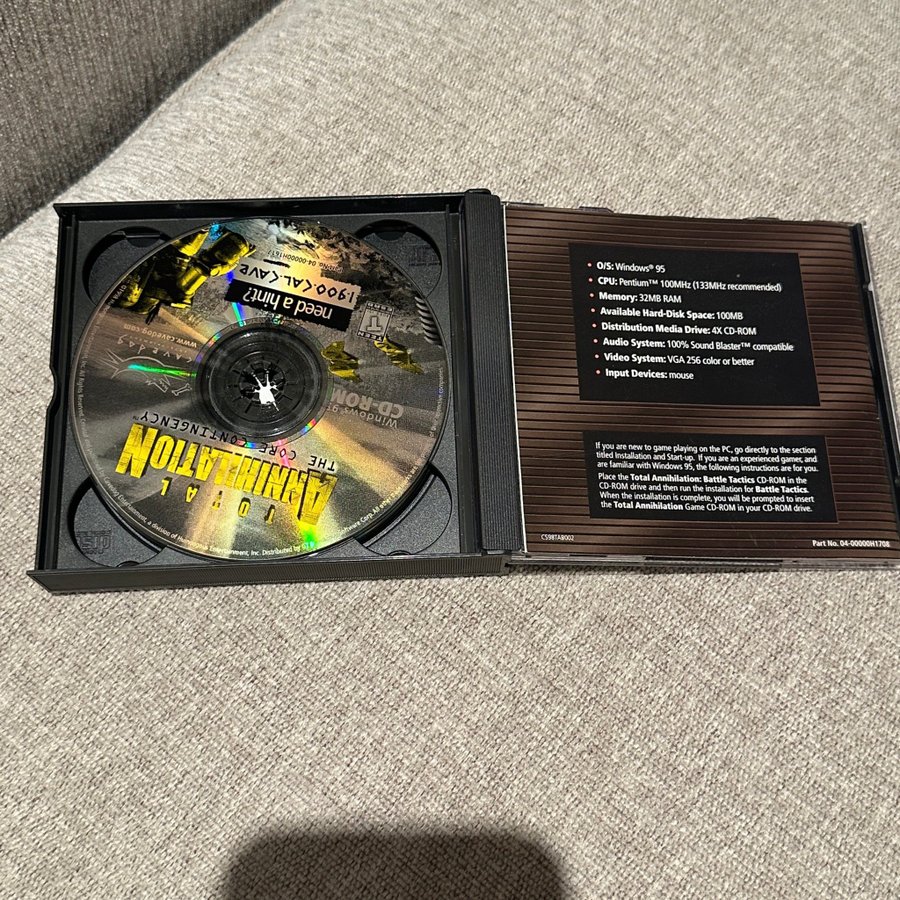 TOTAL
ANNIHILATION
THE CORE CONTINGENCY™
CD-ROM
Windows 95
TEEN
T
cavedog
www.cavedog.com
need a hint?
1.900.CAL.CAVE
• O/S: Windows® 95
• CPU: Pentium™ 100MHz (133MHz recommended)
• Memory: 32MB RAM
• Available Hard-Disk Space: 100MB
• Distribution Media Drive: 4X CD-ROM
• Audio System: 100% Sound Blaster™ compatible
• Video System: VGA 256 color or better
• Input Devices: mouse
If you are new to game playing on the PC, go directly to the section
titled Installation and Start-up. If you are an experienced gamer, and
are familiar with Windows 95, the following instructions are for you.
Place the Total Annihilation: Battle Tactics CD-ROM in the
CD-ROM drive and then run the installation for Battle Tactics.
When the installation is complete, you will be prompted to insert
the Total Annihilation Game CD-ROM in your CD-ROM drive.
CS98TAB002
Part No. 04-00000H1708